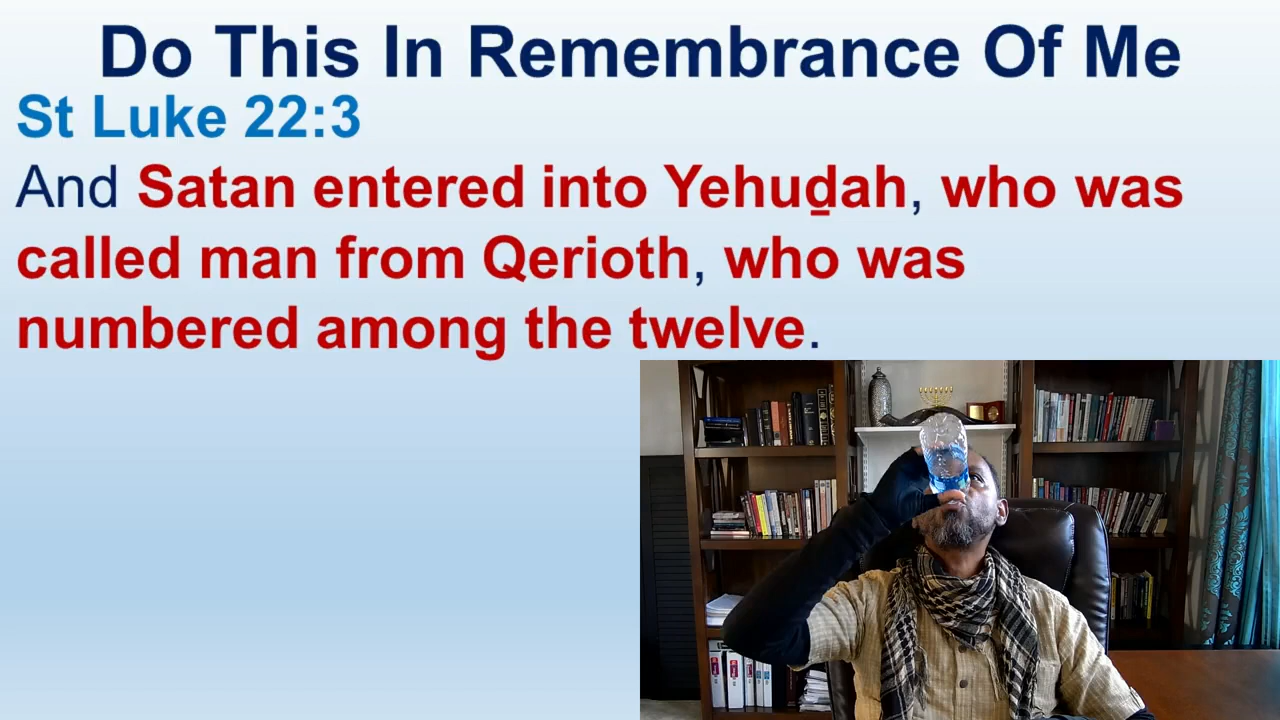 Do This In Remembrance Of Me
St Luke 22:3
And Satan entered into Yehuḏah, who was
called man from Qerioth, who was
numbered among the twelve.